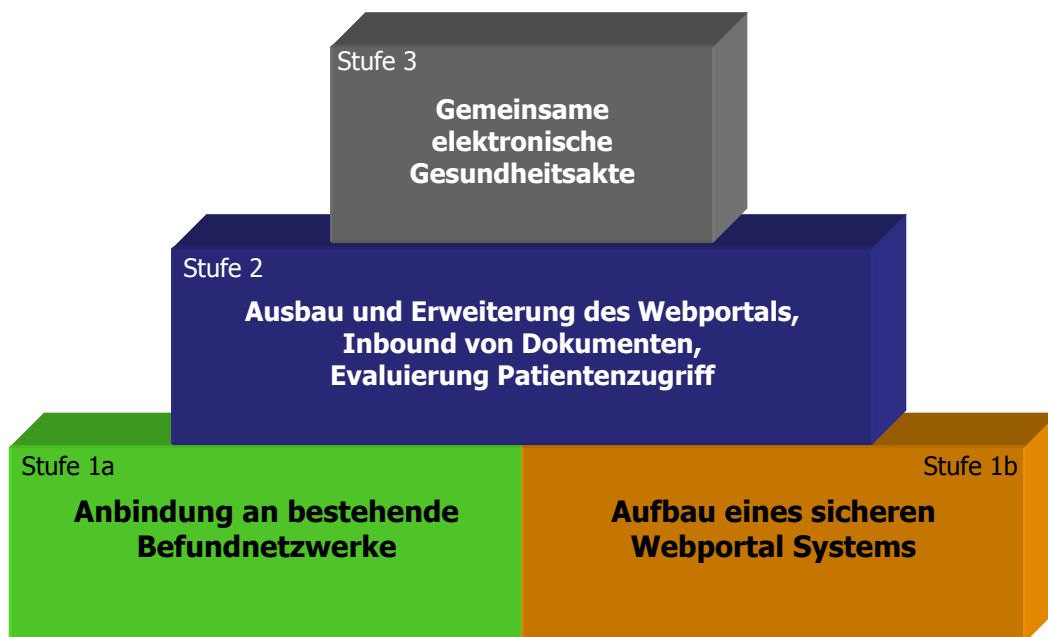 Stufe 3
Gemeinsame
elektronische
Gesundheitsakte
Stufe 2
Ausbau und Erweiterung des Webportals,
Inbound von Dokumenten,
Evaluierung Patientenzugriff
Stufe 1a
Anbindung an bestehende
Befundnetzwerke
Stufe 1b
Aufbau eines sicheren
Webportal Systems